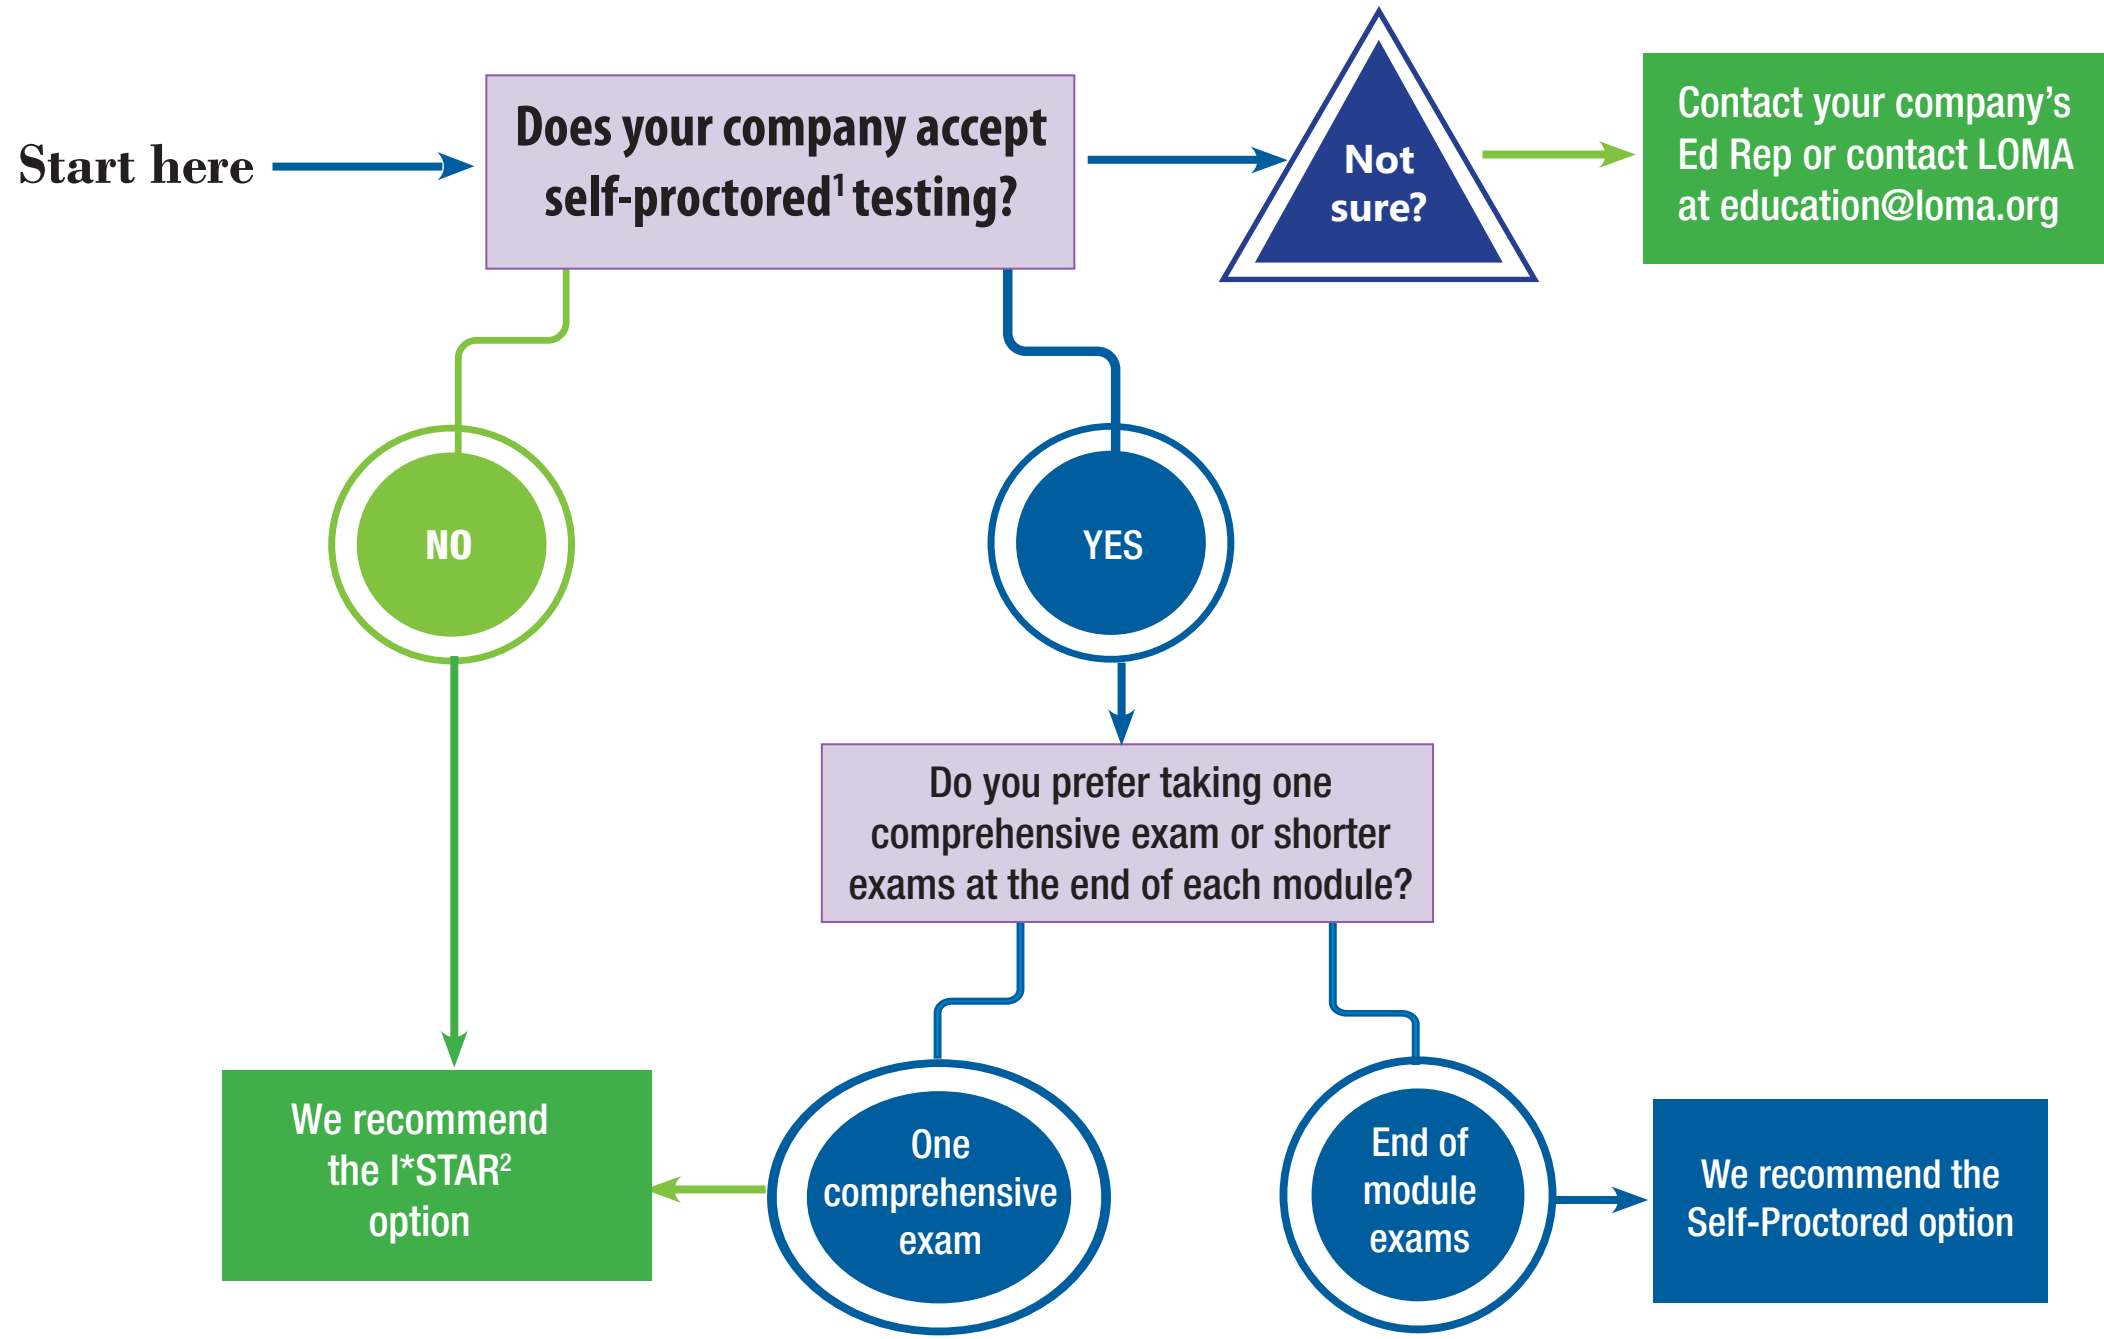 Start here
Does your company accept
self-proctored¹ testing?
Not
sure?
Contact your company’s
Ed Rep or contact LOMA
at education@loma.org
NO
YES
Do you prefer taking one
comprehensive exam or shorter
exams at the end of each module?
We recommend
the I*STAR²
option
One
comprehensive
exam
End of
module
exams
We recommend the
Self-Proctored option